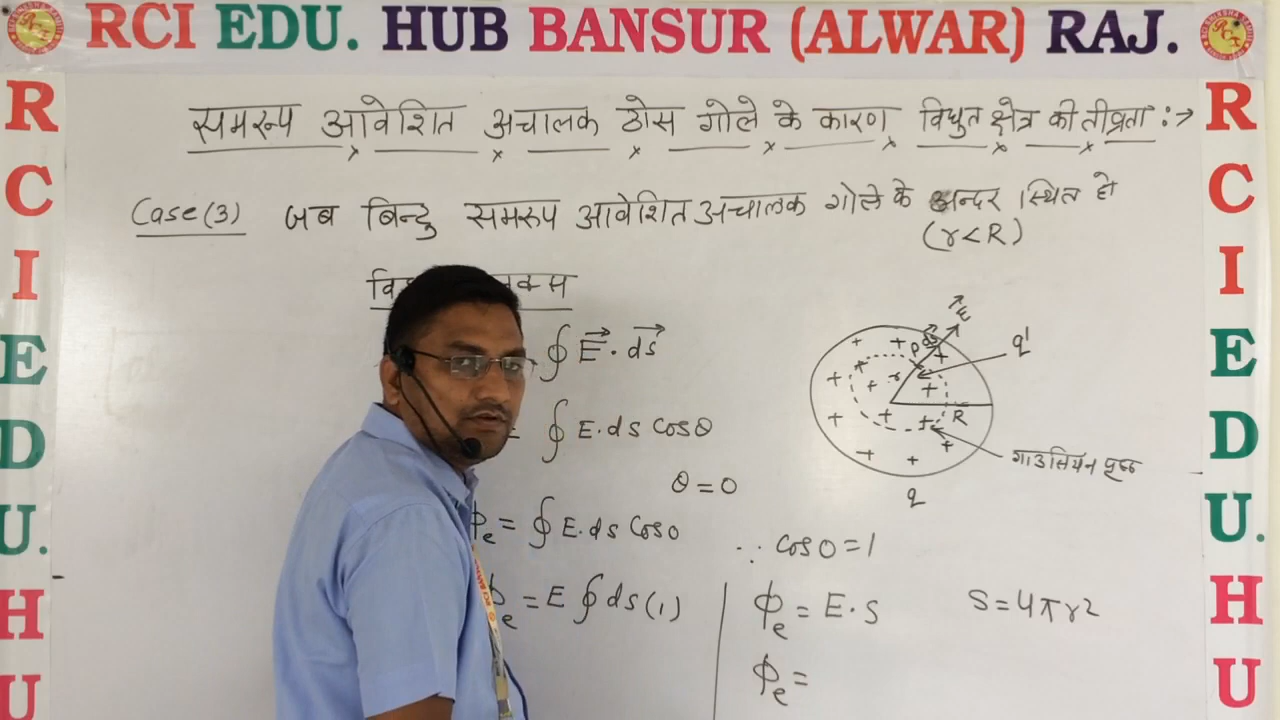 RCI EDU. HUB BANSUR (ALWAR) RAJ.
R
C
I
E
D
U.
H
U
R
C
I
E
D
U.
H
U
समरूप आवेशित अचालक ठोस गोले के कारण विधुत क्षेत्र की तीव्रता :→
Case(3) जब बिन्दु समरूप आवेशित अचालक गोले के अन्दर स्थित हो
(r<R)
∮ E⃗ · ds⃗
= ∮ E·ds cosθ
θ = 0
ϕe = ∮ E·ds Cos0
∴ cos0 = 1
ϕe = E ∮ ds(1)
ϕe = E·S
S = 4πr2
ϕe =
E⃗
ds
P
q'
r
R
गाउसियन पृष्ठ
q